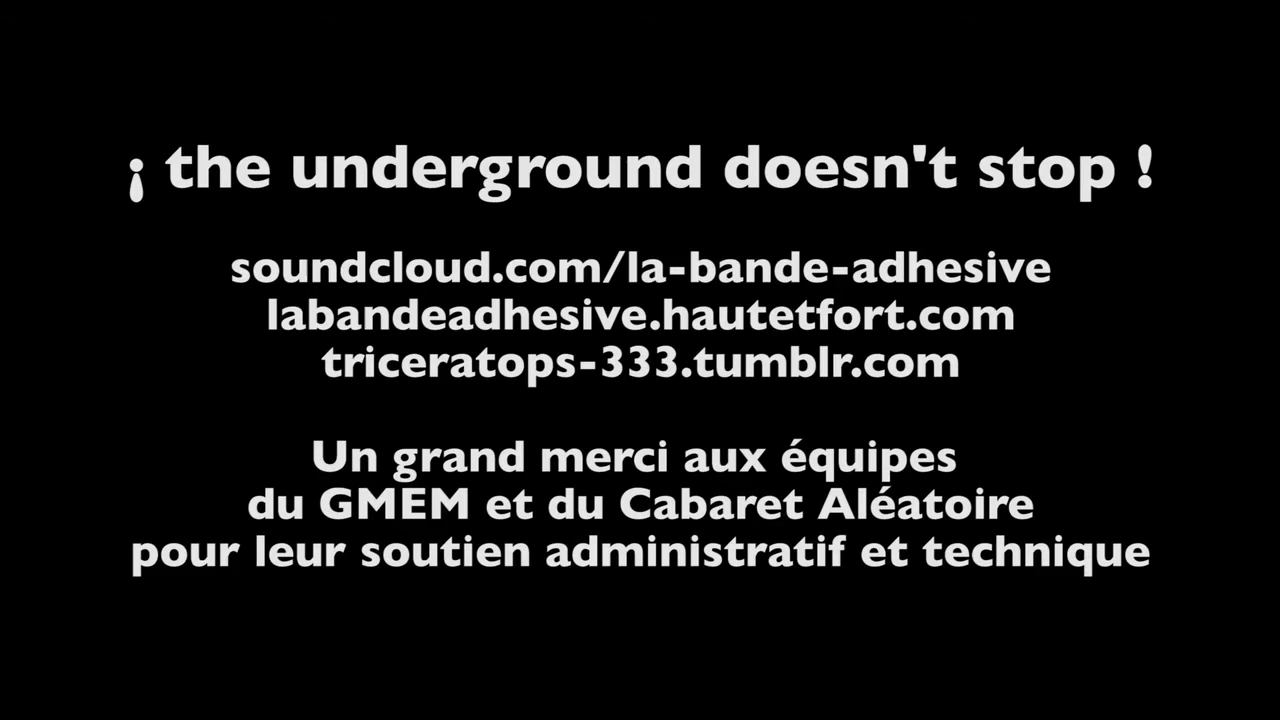 ¡ the underground doesn't stop !
soundcloud.com/la-bande-adhesive
labandeadhesive.hautetfort.com
triceratops-333.tumblr.com
Un grand merci aux équipes
du GMEM et du Cabaret Aléatoire
pour leur soutien administratif et technique